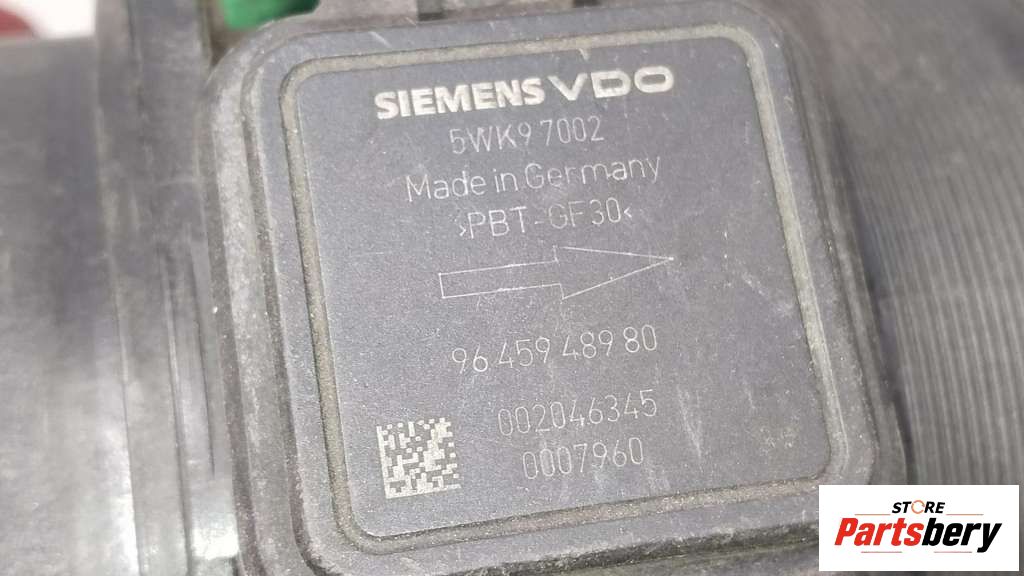 SIEMENS VDO
5WK9 7002
Made in Germany
>PBT-GF30<
96 459 489 80
002046345
0007960
STORE
Partsbery